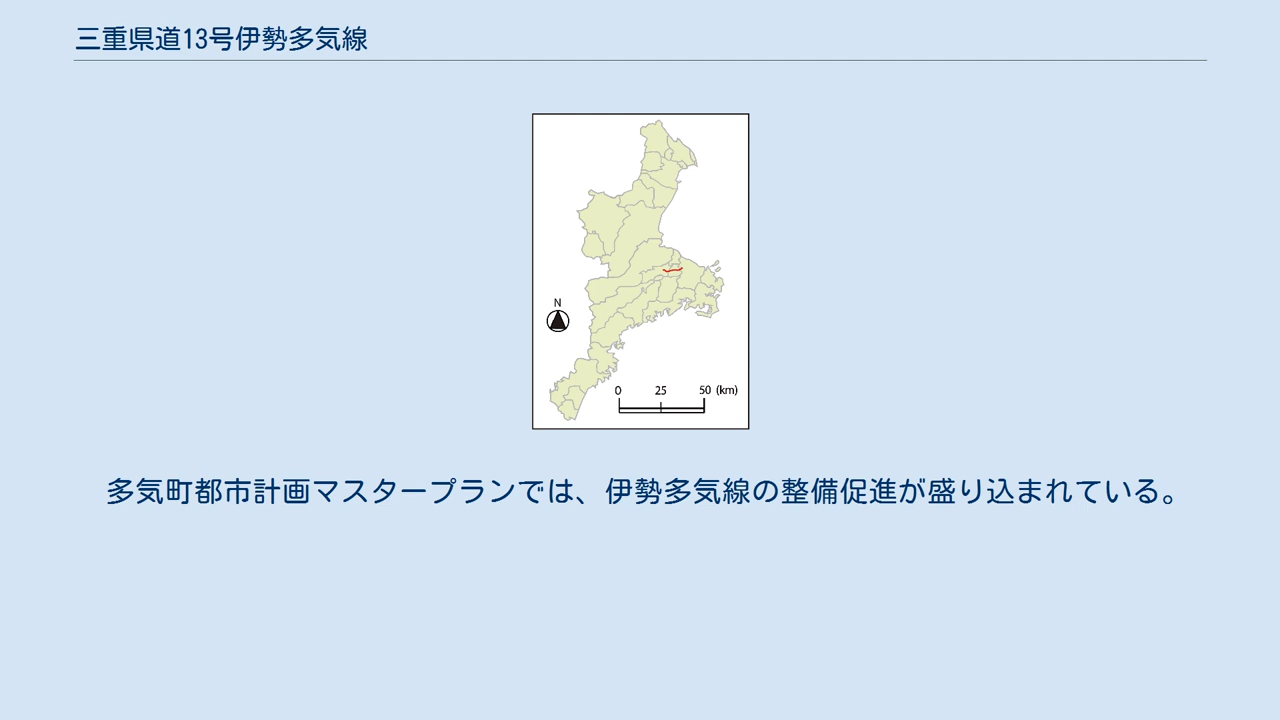 三重県道13号伊勢多気線
N
0 25 50 (km)
多気町都市計画マスタープランでは、伊勢多気線の整備促進が盛り込まれている。